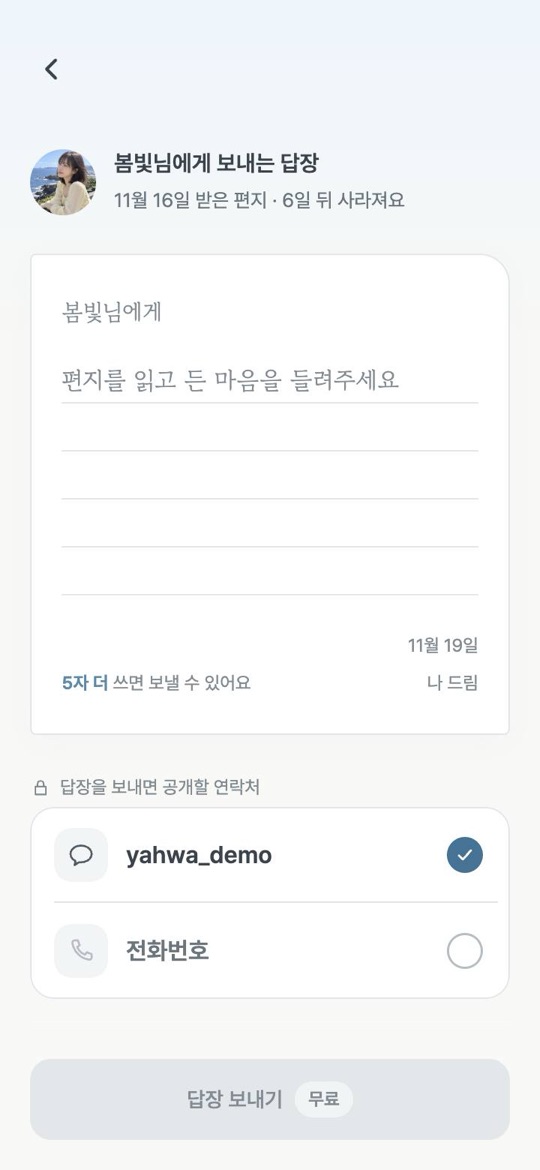 봄빛님에게 보내는 답장
11월 16일 받은 편지 · 6일 뒤 사라져요
봄빛님에게
편지를 읽고 든 마음을 들려주세요
11월 19일
5자 더 쓰면 보낼 수 있어요
나 드림
답장을 보내면 공개할 연락처
yahwa_demo
전화번호
답장 보내기 무료